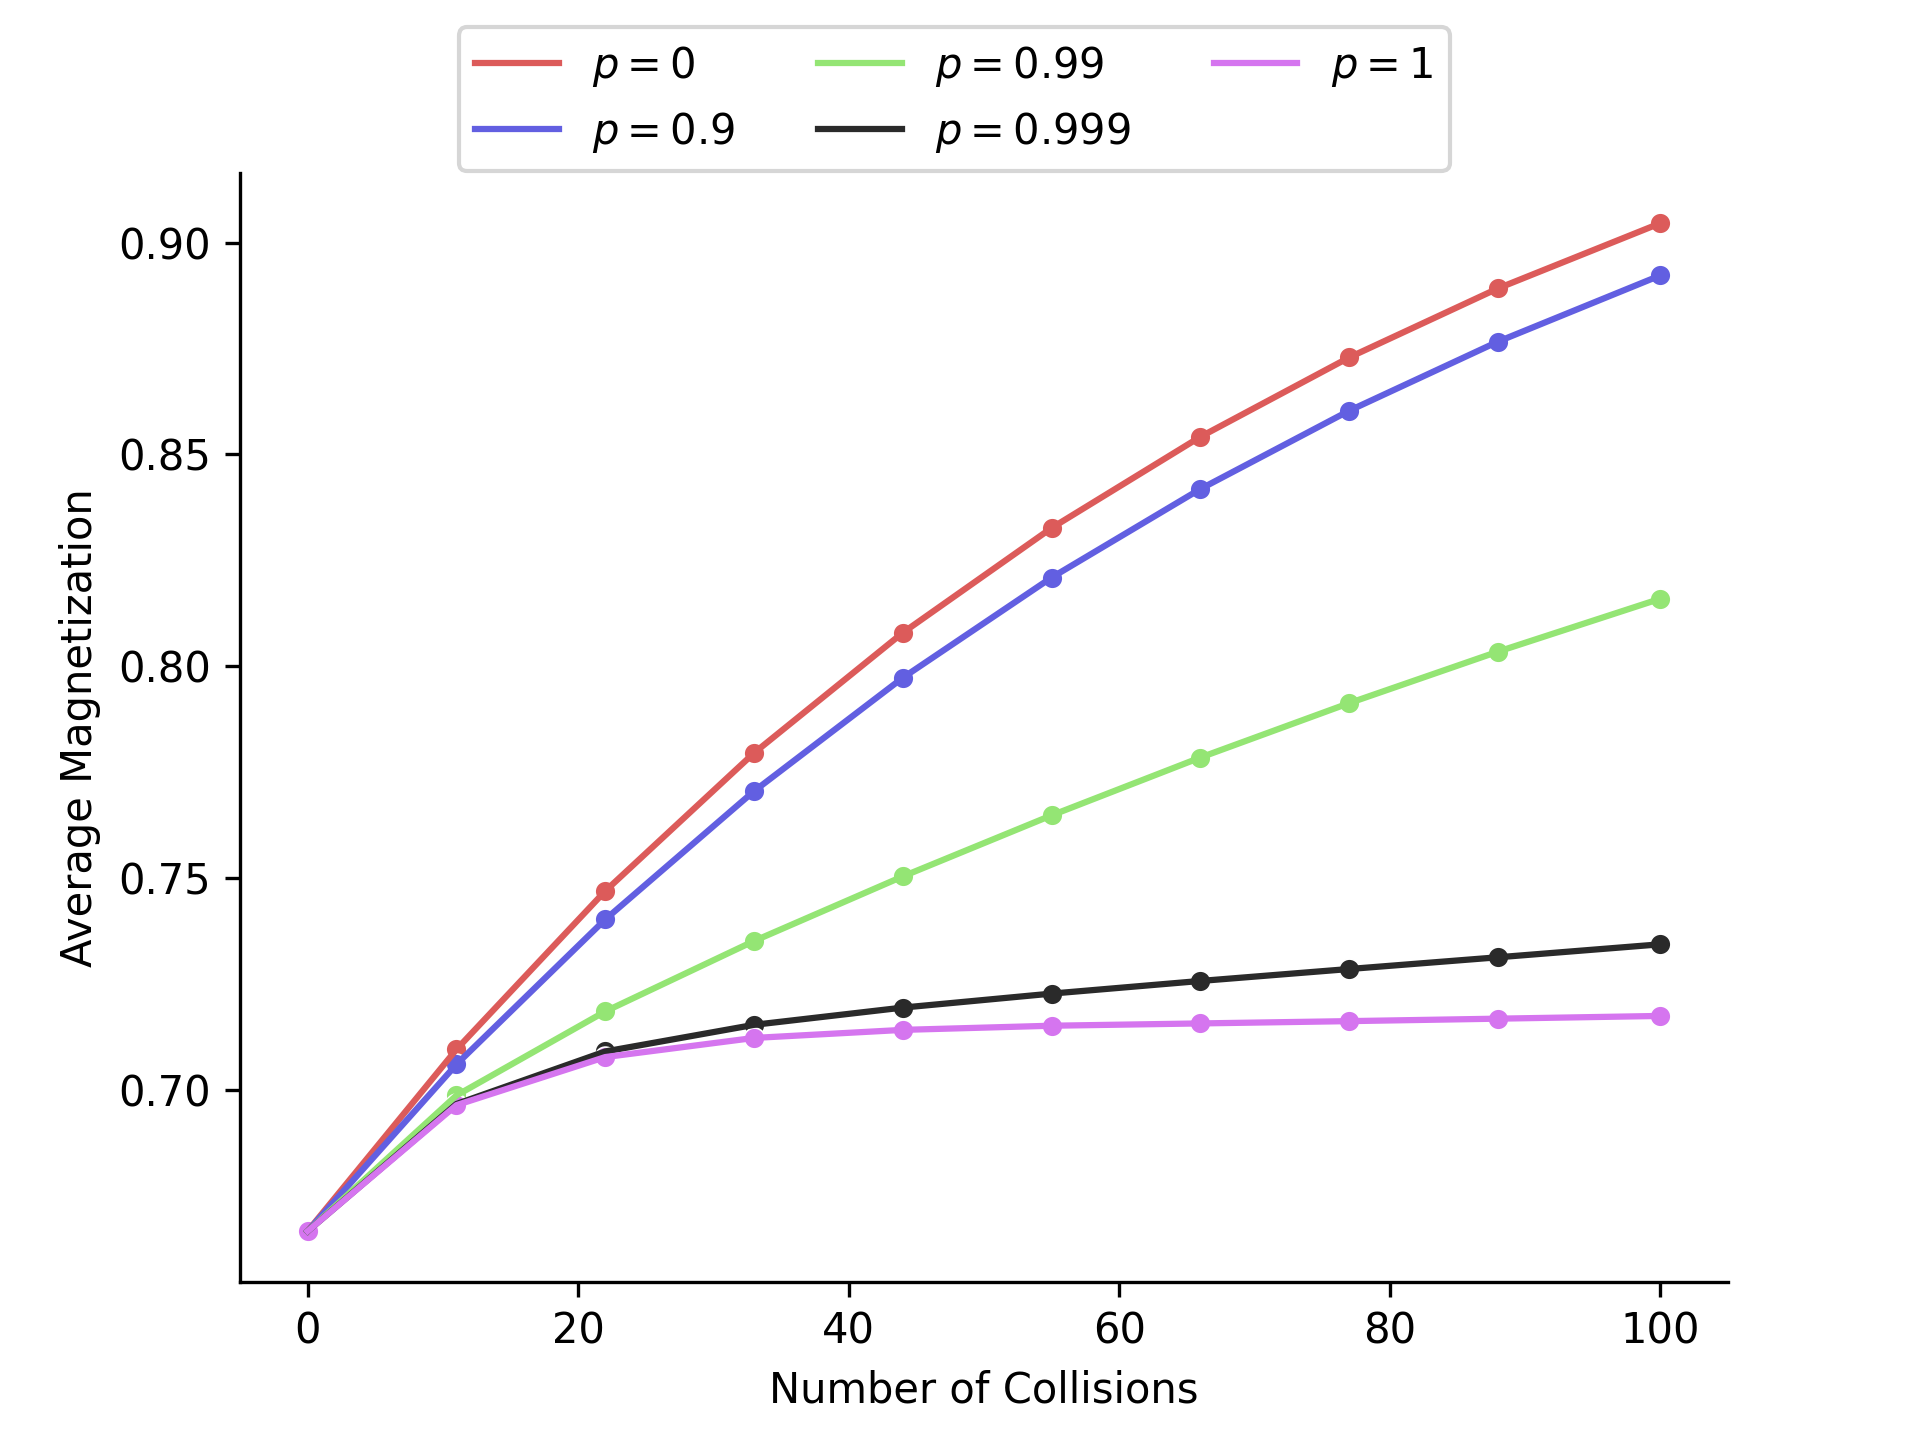 p = 0
p = 0.9
p = 0.99
p = 0.999
p = 1
Average Magnetization
0.90
0.85
0.80
0.75
0.70
0 20 40 60 80 100
Number of Collisions